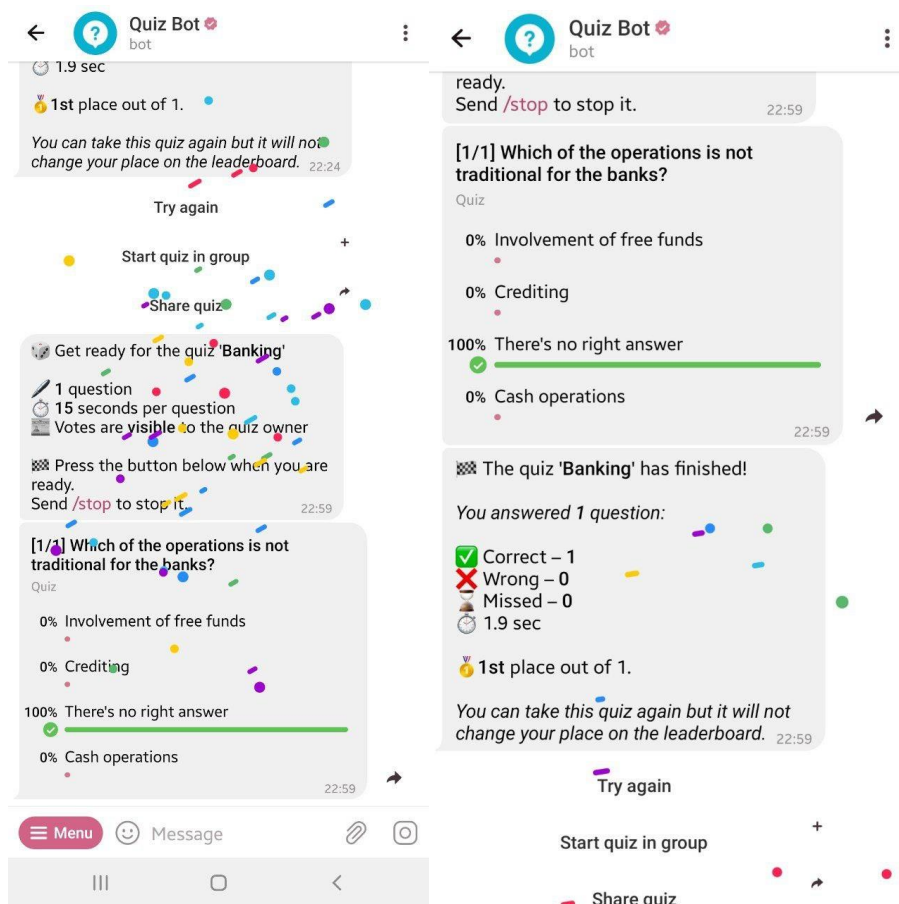 Quiz Bot
bot
1.9 sec
1st place out of 1.
You can take this quiz again but it will not
change your place on the leaderboard. 22:24
Try again
Start quiz in group
Share quiz
Get ready for the quiz 'Banking'
1 question
15 seconds per question
Votes are visible to the quiz owner
Press the button below when you are
ready.
Send /stop to stop it. 22:59
[1/1] Which of the operations is not
traditional for the banks?
Quiz
0% Involvement of free funds
0% Crediting
100% There's no right answer
0% Cash operations
22:59
Menu Message
Quiz Bot
bot
ready.
Send /stop to stop it. 22:59
[1/1] Which of the operations is not
traditional for the banks?
Quiz
0% Involvement of free funds
0% Crediting
100% There's no right answer
0% Cash operations
22:59
The quiz 'Banking' has finished!
You answered 1 question:
Correct – 1
Wrong – 0
Missed – 0
1.9 sec
1st place out of 1.
You can take this quiz again but it will not
change your place on the leaderboard. 22:59
Try again
Start quiz in group
Share quiz